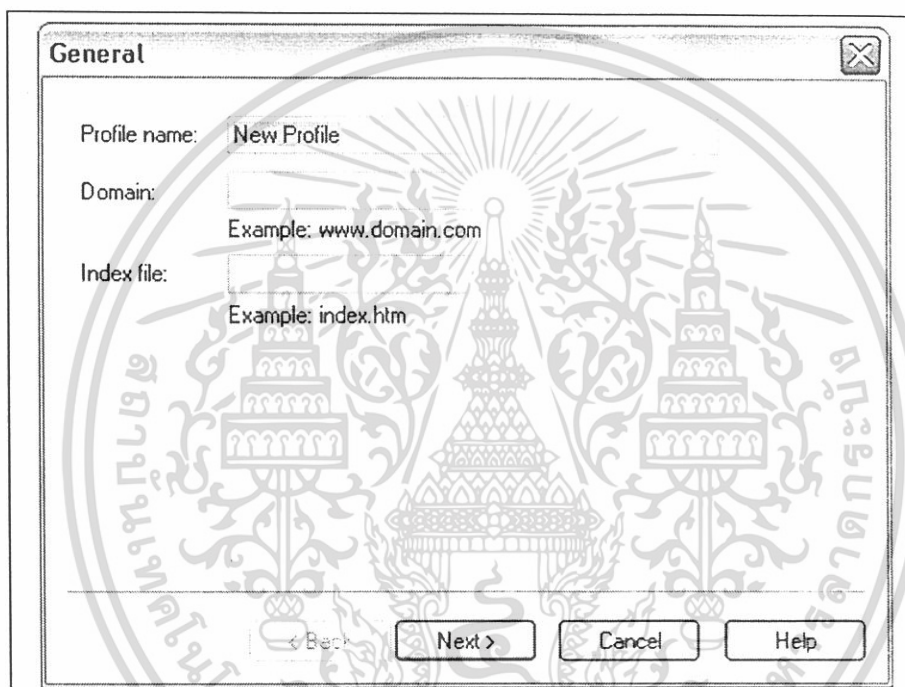 General
Profile name: New Profile
Domain:
Example: www.domain.com
Index file:
Example: index.htm
< Back Next > Cancel Help